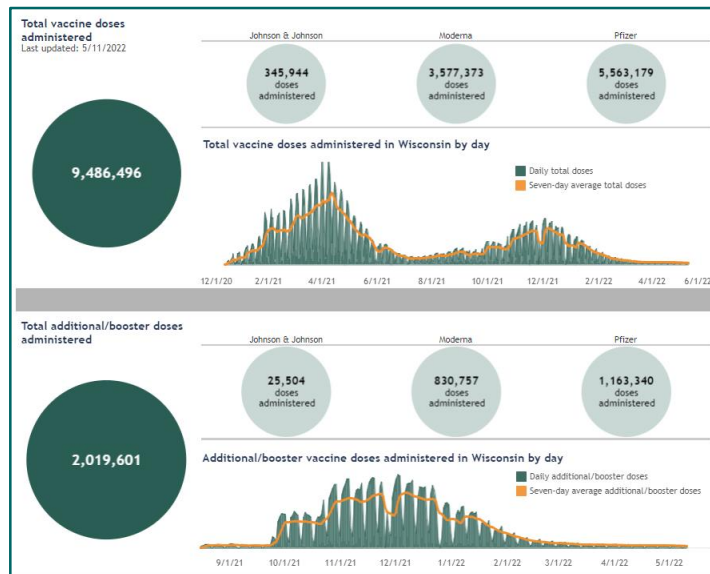 Total vaccine doses
administered
Last updated: 5/11/2022
9,486,496
Johnson & Johnson
345,944
doses
administered
Moderna
3,577,373
doses
administered
Pfizer
5,563,179
doses
administered
Total vaccine doses administered in Wisconsin by day
Daily total doses
Seven-day average total doses
12/1/20 2/1/21 4/1/21 6/1/21 8/1/21 10/1/21 12/1/21 2/1/22 4/1/22 6/1/22
Total additional/booster doses
administered
2,019,601
Johnson & Johnson
25,504
doses
administered
Moderna
830,757
doses
administered
Pfizer
1,163,340
doses
administered
Additional/booster vaccine doses administered in Wisconsin by day
Daily additional/booster doses
Seven-day average additional/booster doses
9/1/21 10/1/21 11/1/21 12/1/21 1/1/22 2/1/22 3/1/22 4/1/22 5/1/22